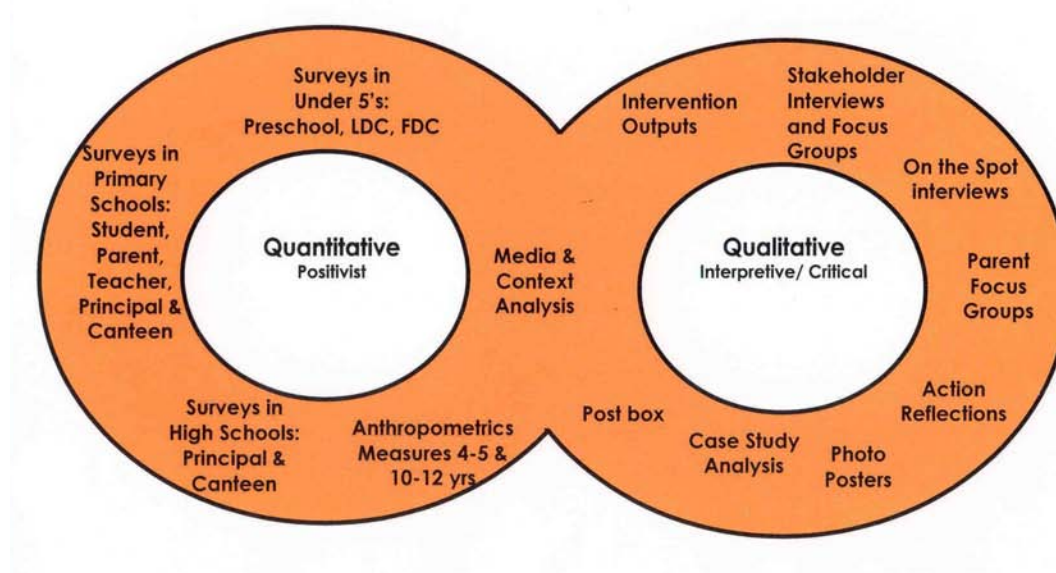 Surveys in
Under 5's:
Preschool, LDC, FDC
Surveys in
Primary
Schools:
Student,
Parent,
Teacher,
Principal &
Canteen
Quantitative
Positivist
Media &
Context
Analysis
Surveys in
High Schools:
Principal &
Canteen
Anthropometrics
Measures 4-5 &
10-12 yrs
Intervention
Outputs
Stakeholder
Interviews
and Focus
Groups
On the Spot
interviews
Qualitative
Interpretive/ Critical
Parent
Focus
Groups
Action
Reflections
Post box
Case Study
Analysis
Photo
Posters